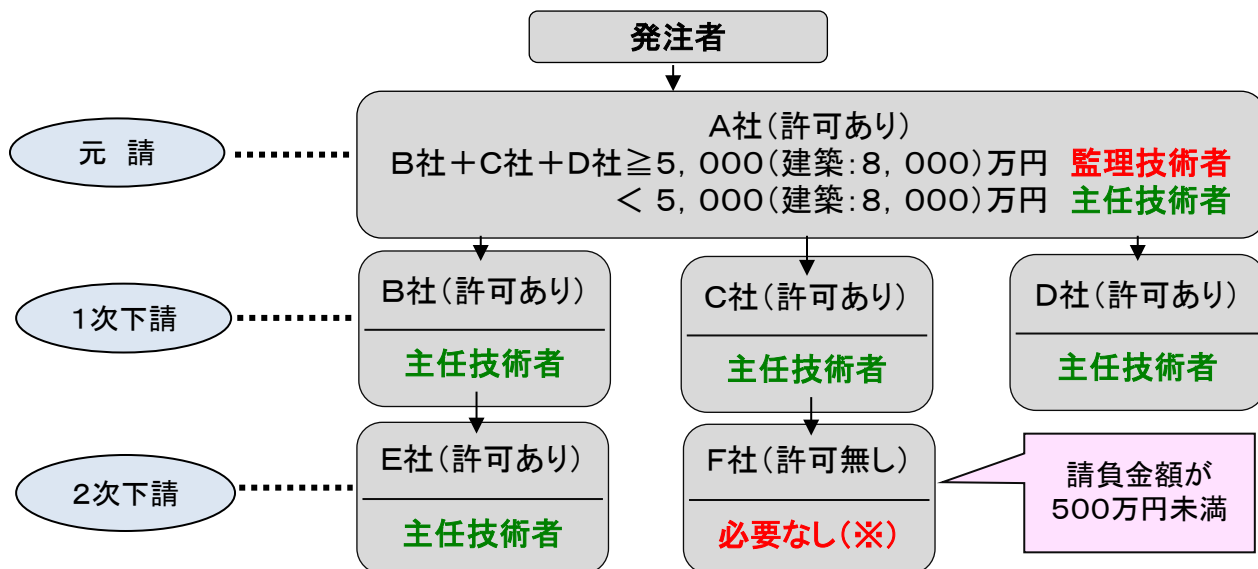 発注者
元 請
A社(許可あり)
B社+C社+D社≧5,000(建築:8,000)万円 監理技術者
< 5,000(建築:8,000)万円 主任技術者
1次下請
B社(許可あり)
主任技術者
C社(許可あり)
主任技術者
D社(許可あり)
主任技術者
2次下請
E社(許可あり)
主任技術者
F社(許可無し)
必要なし(※)
請負金額が
500万円未満